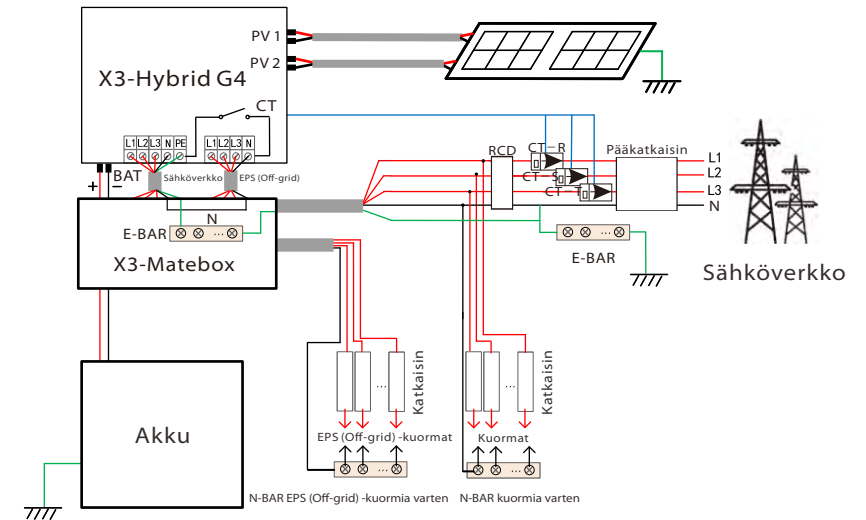 PV 1
PV 2
X3-Hybrid G4
CT
L1 L2 L3 N PE
L1 L2 L3 N
BAT
+ −
Sähköverkko
EPS (Off-grid)
RCD
CT−R
CT−S
CT−T
Pääkatkaisin
L1
L2
L3
N
N
E-BAR
...
X3-Matebox
...
E-BAR
Sähköverkko
Akku
...
Katkaisin
...
Katkaisin
EPS (Off-grid) -kuormat
Kuormat
...
...
N-BAR EPS (Off-grid) -kuormia varten
N-BAR kuormia varten